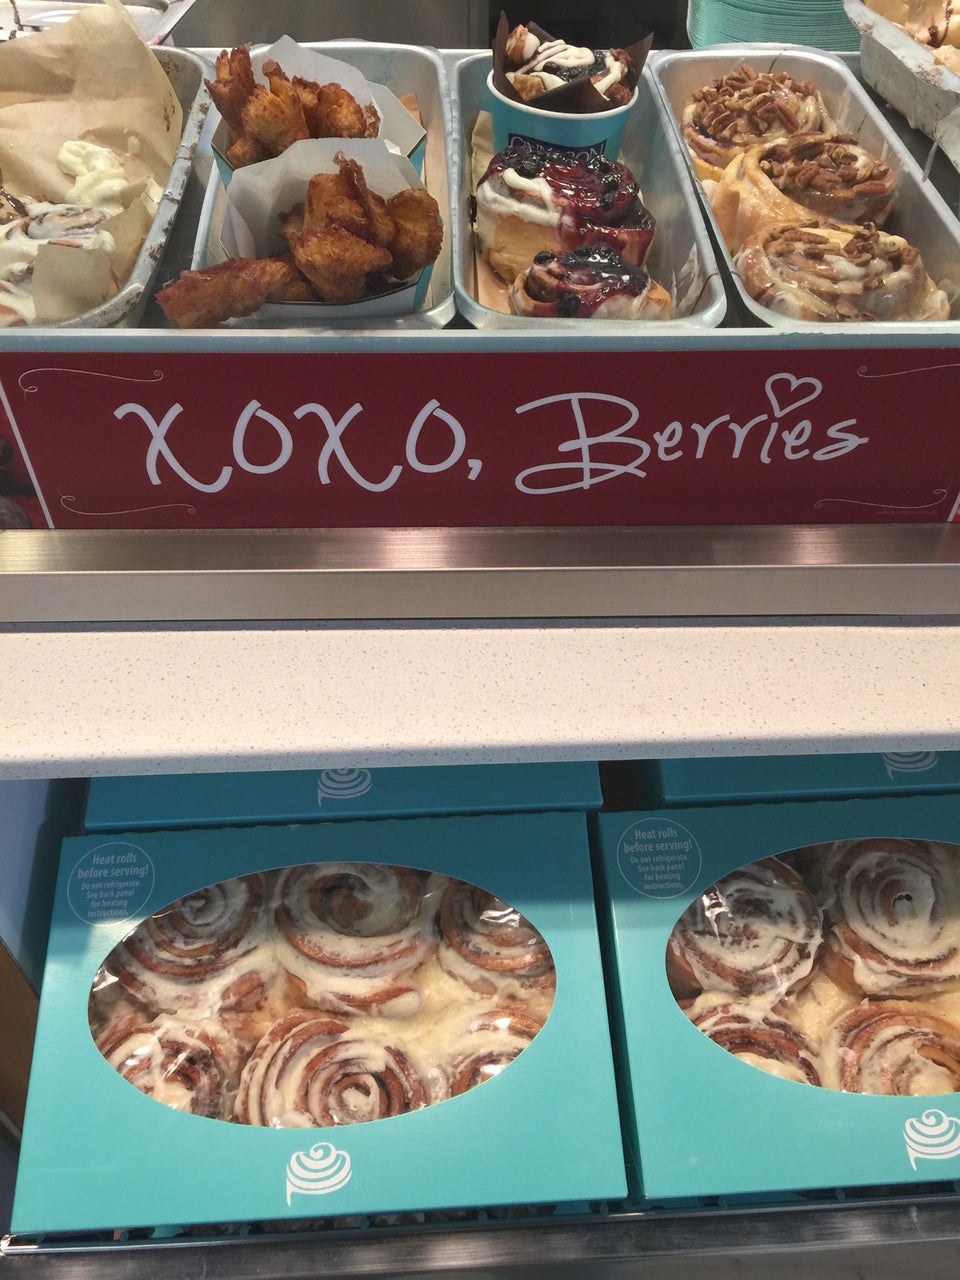 CINNABON
XOXO, Berries
Heat rolls
before serving!
Do not refrigerate.
See back panel
for heating
instructions.
Heat rolls
before serving!
Do not refrigerate.
See back panel
for heating
instructions.